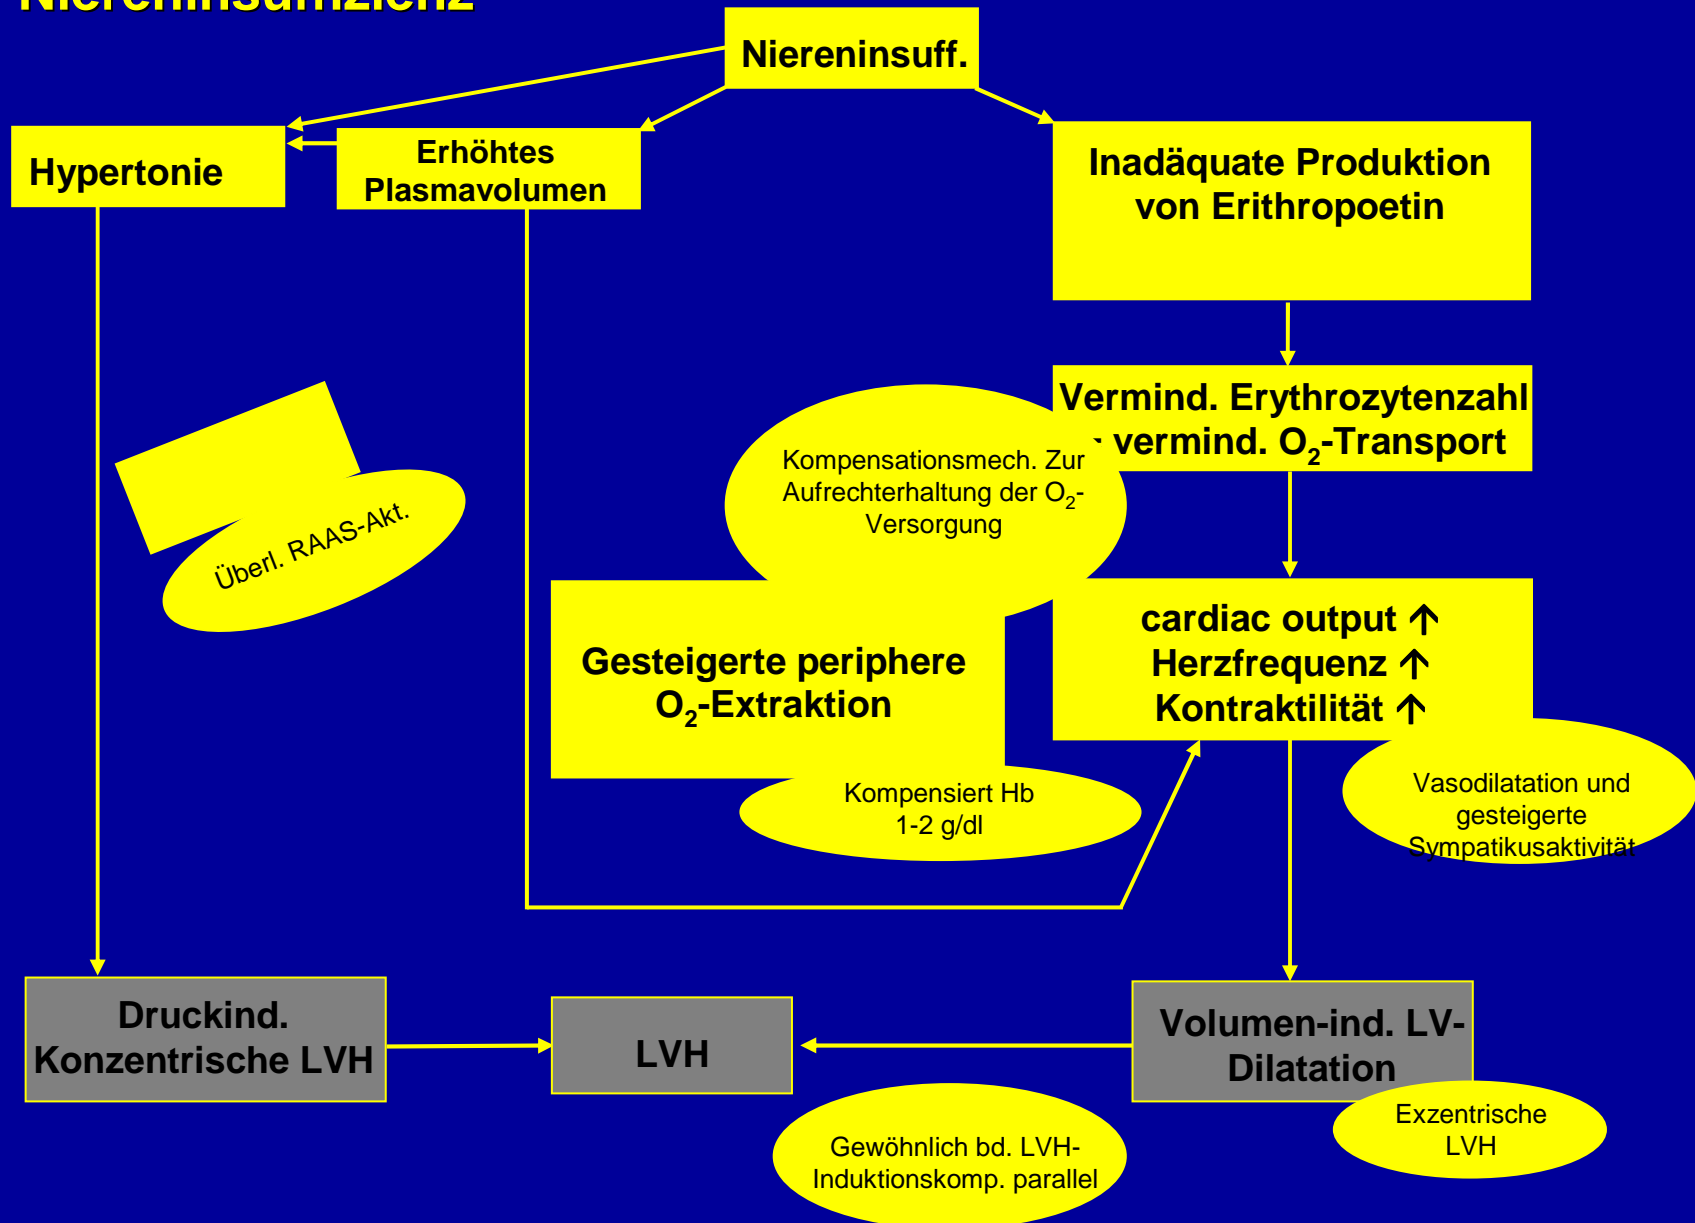 Niereninsuffizienz
Niereninsuff.
Hypertonie
Erhöhtes
Plasmavolumen
Inadäquate Produktion
von Erithropoetin
Vermind. Erythrozytenzahl
vermind. O₂-Transport
Kompensationsmech. Zur
Aufrechterhaltung der O₂-
Versorgung
Überl. RAAS-Akt.
Gesteigerte periphere
O₂-Extraktion
cardiac output ↑
Herzfrequenz ↑
Kontraktilität ↑
Kompensiert Hb
1-2 g/dl
Vasodilatation und
gesteigerte
Sympatikusaktivität
Druckind.
Konzentrische LVH
LVH
Volumen-ind. LV-
Dilatation
Exzentrische
LVH
Gewöhnlich bd. LVH-
Induktionskomp. parallel